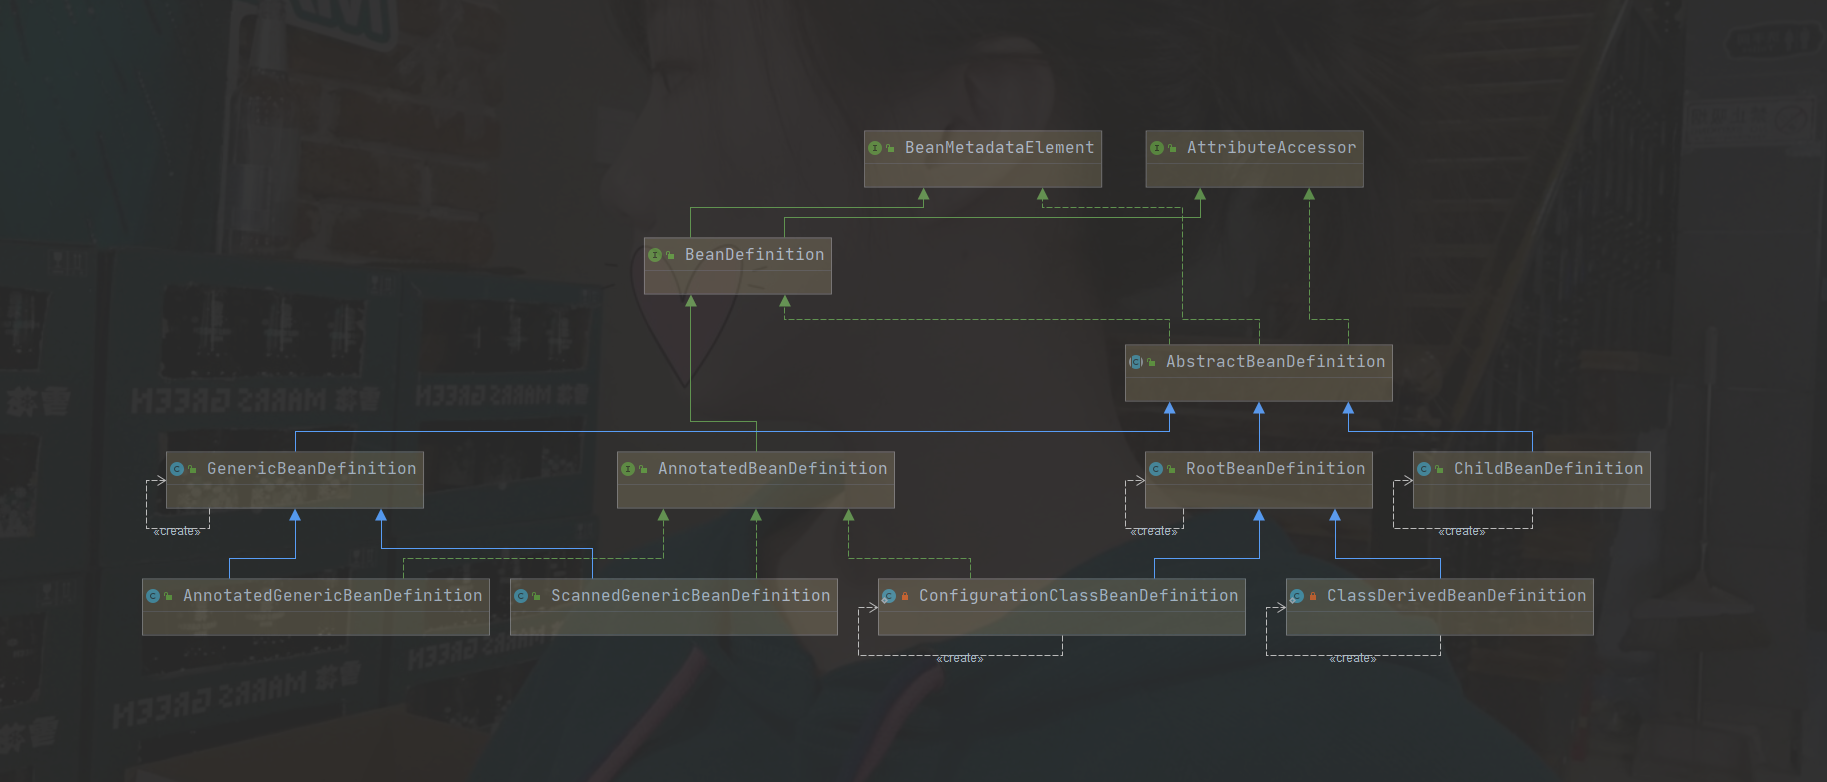 BeanMetadataElement
AttributeAccessor
BeanDefinition
AbstractBeanDefinition
GenericBeanDefinition
AnnotatedBeanDefinition
RootBeanDefinition
ChildBeanDefinition
«create»
«create»
«create»
AnnotatedGenericBeanDefinition
ScannedGenericBeanDefinition
ConfigurationClassBeanDefinition
ClassDerivedBeanDefinition
«create»
«create»